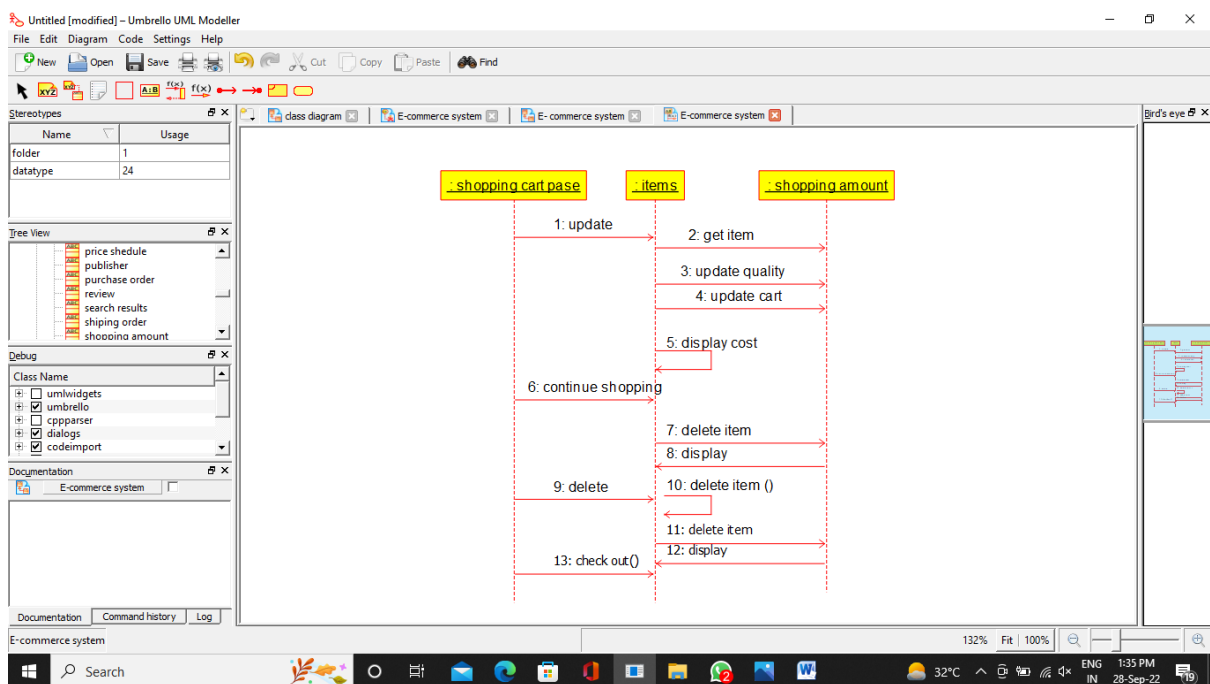 Untitled [modified] – Umbrello UML Modeller
File Edit Diagram Code Settings Help
New Open Save Cut Copy Paste Find
XYZ A:B f(x) f(x)
Stereotypes
Name Usage
folder 1
datatype 24
class diagram E-commerce system E- commerce system E-commerce system
Bird's eye
Tree View
price shedule
publisher
purchase order
review
search results
shiping order
shopping amount
Debug
Class Name
umlwidgets
umbrello
cppparser
dialogs
codeimport
Documentation
E-commerce system
Documentation Command history Log
: shopping cart pase : items : shopping amount
1: update
2: get item
3: update quality
4: update cart
5: display cost
6: continue shopping
7: delete item
8: display
9: delete
10: delete item ()
11: delete item
12: display
13: check out()
E-commerce system
132% Fit 100%
Search
2
W
32°C ENG 1:35 PM
IN 28-Sep-22
19